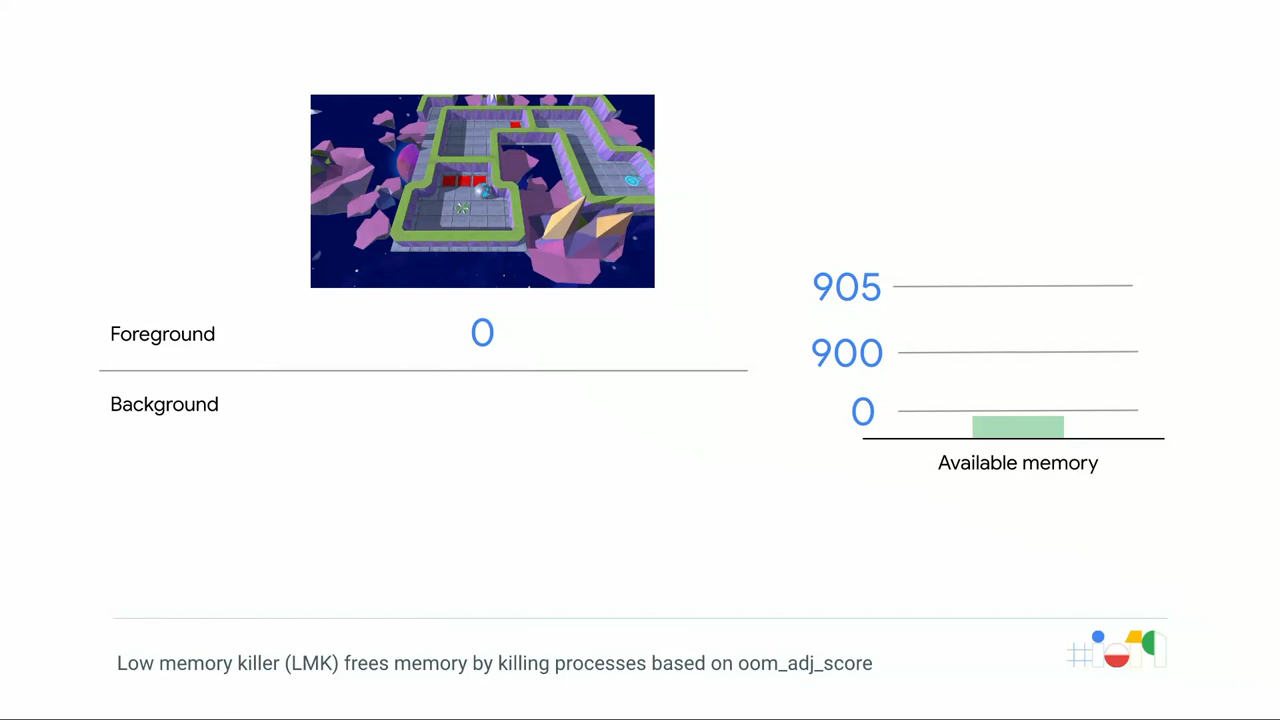 Foreground
0
Background
905
900
0
Available memory
Low memory killer (LMK) frees memory by killing processes based on oom_adj_score
#io19